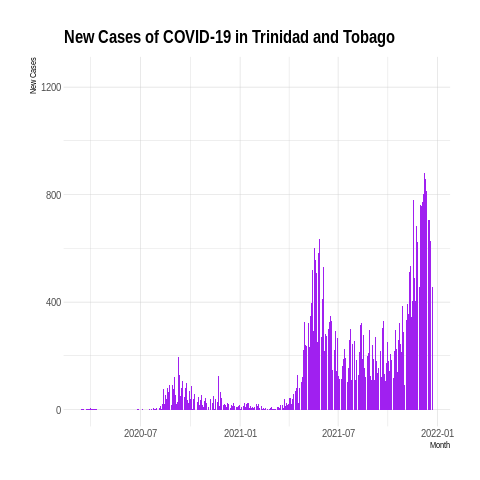 New Cases of COVID-19 in Trinidad and Tobago
New Cases
1200
800
400
0
2020-07
2021-01
2021-07
2022-01
Month